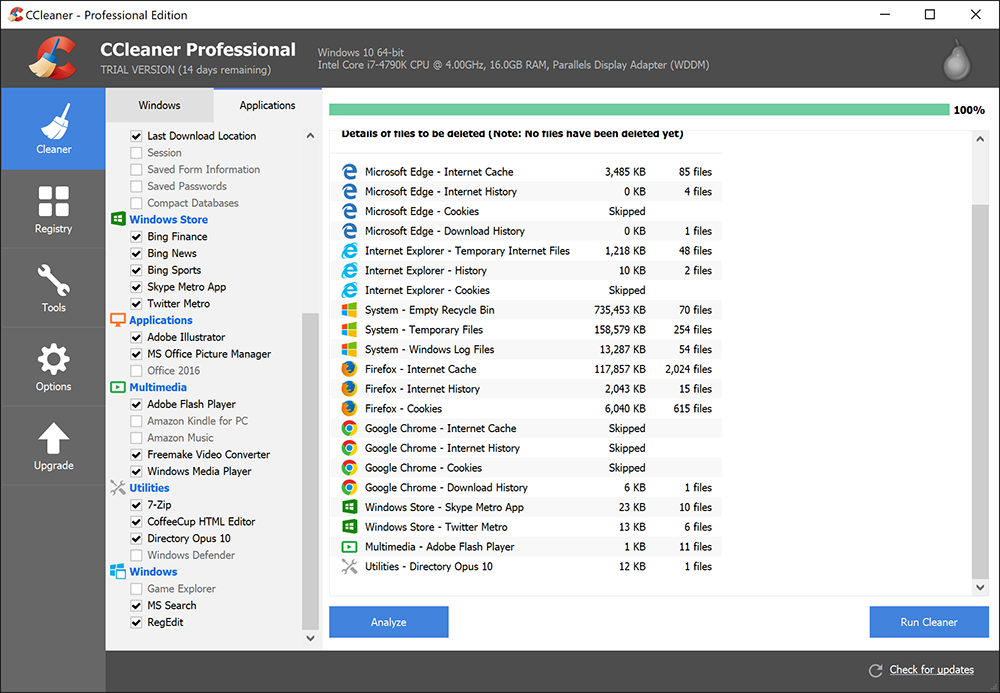 CCleaner - Professional Edition
CCleaner Professional
TRIAL VERSION (14 days remaining)
Windows 10 64-bit
Intel Core i7-4790K CPU @ 4.00GHz, 16.0GB RAM, Parallels Display Adapter (WDDM)
Cleaner
Registry
Tools
Options
Upgrade
Windows
Applications
Last Download Location
Session
Saved Form Information
Saved Passwords
Compact Databases
Windows Store
Bing Finance
Bing News
Bing Sports
Skype Metro App
Twitter Metro
Applications
Adobe Illustrator
MS Office Picture Manager
Office 2016
Multimedia
Adobe Flash Player
Amazon Kindle for PC
Amazon Music
Freemake Video Converter
Windows Media Player
Utilities
7-Zip
CoffeeCup HTML Editor
Directory Opus 10
Windows Defender
Windows
Game Explorer
MS Search
RegEdit
100%
Details of files to be deleted (Note: No files have been deleted yet)
Microsoft Edge - Internet Cache 3,485 KB 85 files
Microsoft Edge - Internet History 0 KB 4 files
Microsoft Edge - Cookies Skipped
Microsoft Edge - Download History 0 KB 1 files
Internet Explorer - Temporary Internet Files 1,218 KB 48 files
Internet Explorer - History 10 KB 2 files
Internet Explorer - Cookies Skipped
System - Empty Recycle Bin 735,453 KB 70 files
System - Temporary Files 158,579 KB 254 files
System - Windows Log Files 13,287 KB 54 files
Firefox - Internet Cache 117,857 KB 2,024 files
Firefox - Internet History 2,043 KB 15 files
Firefox - Cookies 6,040 KB 615 files
Google Chrome - Internet Cache Skipped
Google Chrome - Internet History Skipped
Google Chrome - Cookies Skipped
Google Chrome - Download History 6 KB 1 files
Windows Store - Skype Metro App 23 KB 10 files
Windows Store - Twitter Metro 13 KB 6 files
Multimedia - Adobe Flash Player 1 KB 11 files
Utilities - Directory Opus 10 12 KB 1 files
Analyze
Run Cleaner
Check for updates